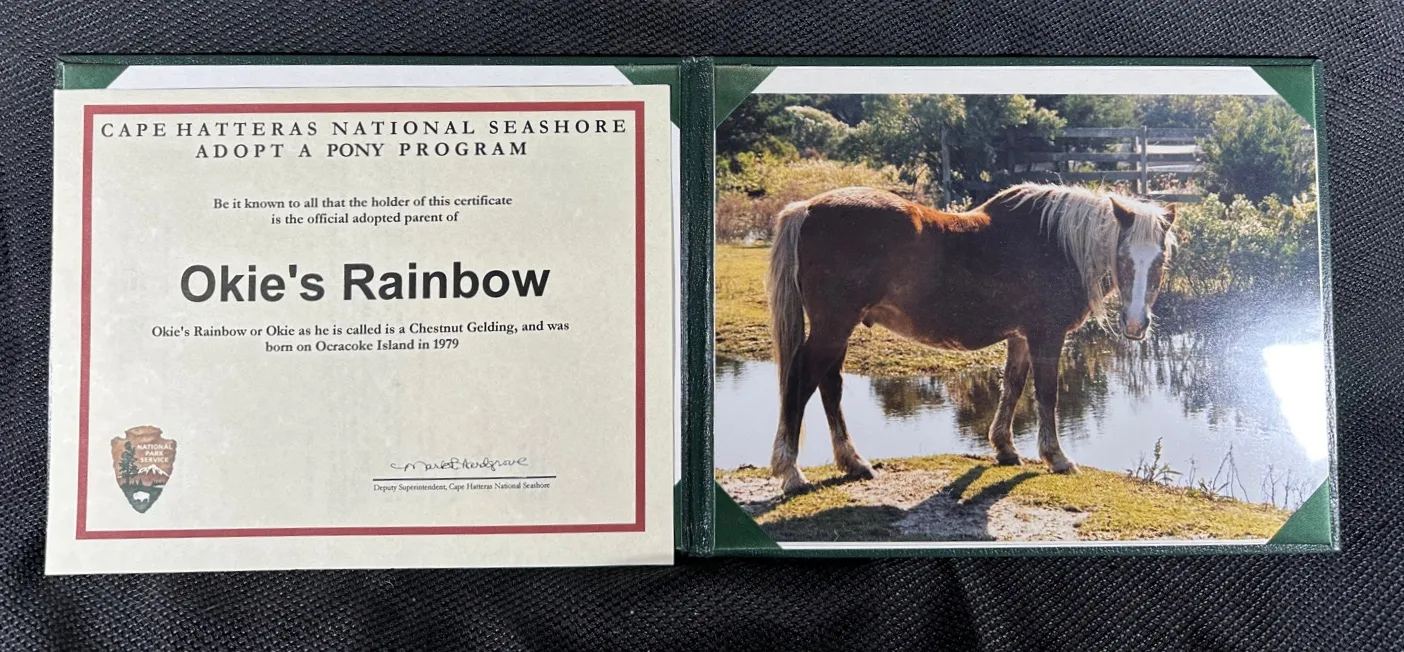 CAPE HATTERAS NATIONAL SEASHORE
ADOPT A PONY PROGRAM
Be it known to all that the holder of this certificate
is the official adopted parent of
Okie's Rainbow
Okie's Rainbow or Okie as he is called is a Chestnut Gelding, and was
born on Ocracoke Island in 1979
NATIONAL
PARK
SERVICE
Mark Hardgrove
Deputy Superintendent, Cape Hatteras National Seashore